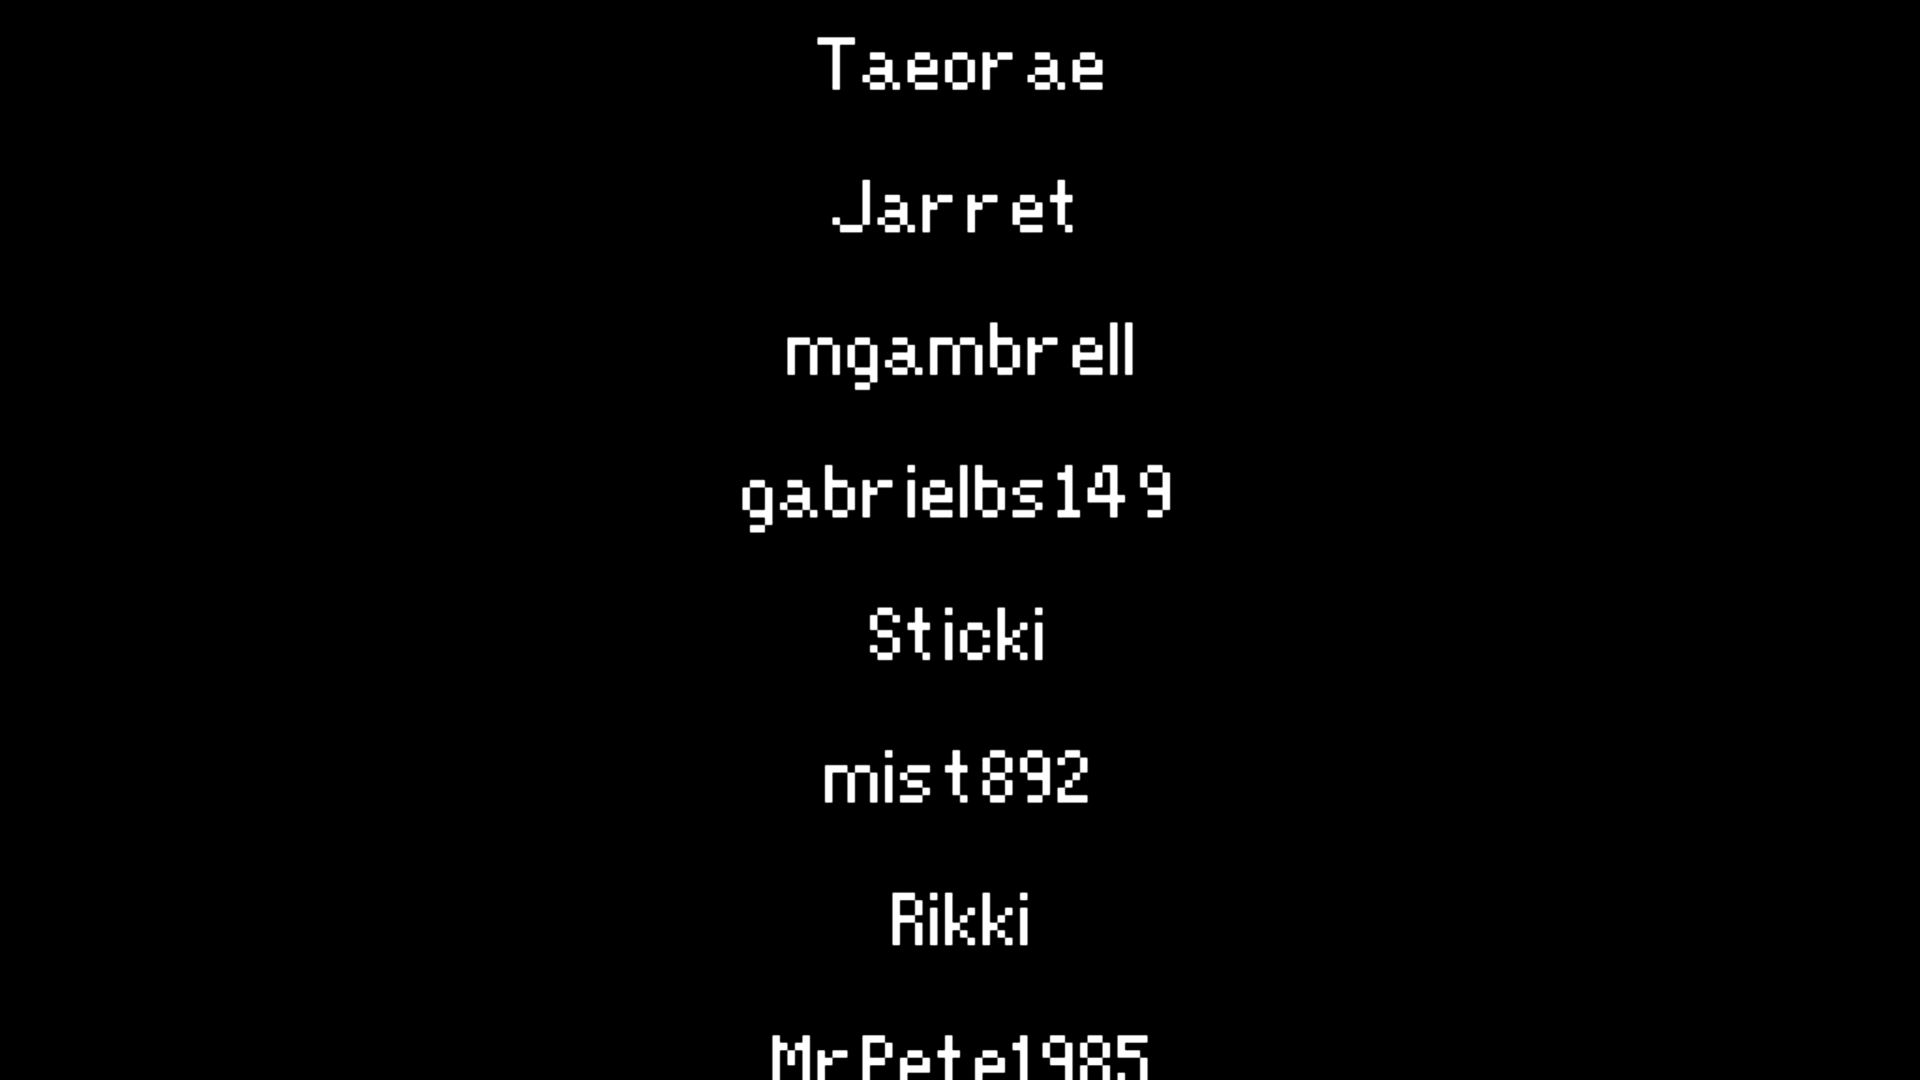 Taeorae
Jarret
mgambrell
gabrielbs149
Sticki
mist892
Rikki
MrPete1985